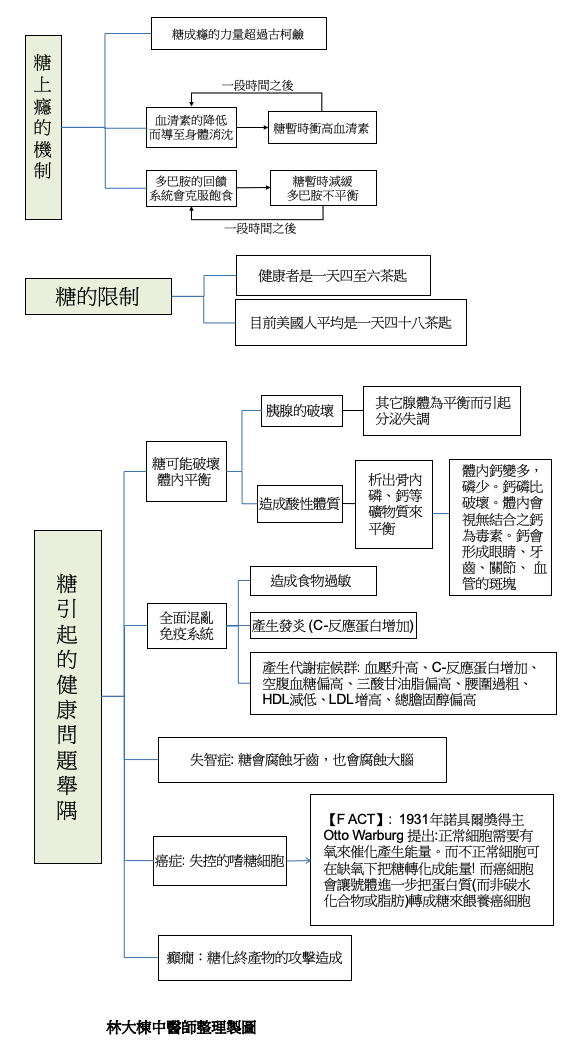 糖上癮的機制
糖成癮的力量超過古柯鹼
一段時間之後
血清素的降低
而導至身體消沈
糖暫時衡高血清素
多巴胺的回饋
系統會克服飽食
糖暫時減緩
多巴胺不平衡
一段時間之後
糖的限制
健康者是一天四至六茶匙
目前美國人平均是一天四十八茶匙
糖引起的健康問題舉隅
糖可能破壞
體內平衡
胰腺的破壞
其它腺體為平衡而引起
分泌失調
造成酸性體質
析出骨內
磷、鈣等
礦物質來
平衡
體內鈣變多，
磷少。鈣磷比
破壞。體內會
視無結合之鈣
為毒素。鈣會
形成眼睛、牙
齒、關節、血
管的斑塊
全面混亂
免疫系統
造成食物過敏
產生發炎 (C-反應蛋白增加)
產生代謝症候群: 血壓升高、C-反應蛋白增加、
空腹血糖偏高、三酸甘油脂偏高、腰圍過粗、
HDL減低、LDL增高、總膽固醇偏高
失智症: 糖會腐蝕牙齒，也會腐蝕大腦
癌症: 失控的嗜糖細胞
【FACT】: 1931年諾貝爾獎得主
Otto Warburg 提出:正常細胞需要有
氧來催化產生能量。而不正常細胞可
在缺氧下把糖轉化成能量! 而癌細胞
會讓號體進一步把蛋白質(而非碳水
化合物或脂肪)轉成糖來餵養癌細胞
癲癇：糖化終產物的攻擊造成
林大棟中醫師整理製圖